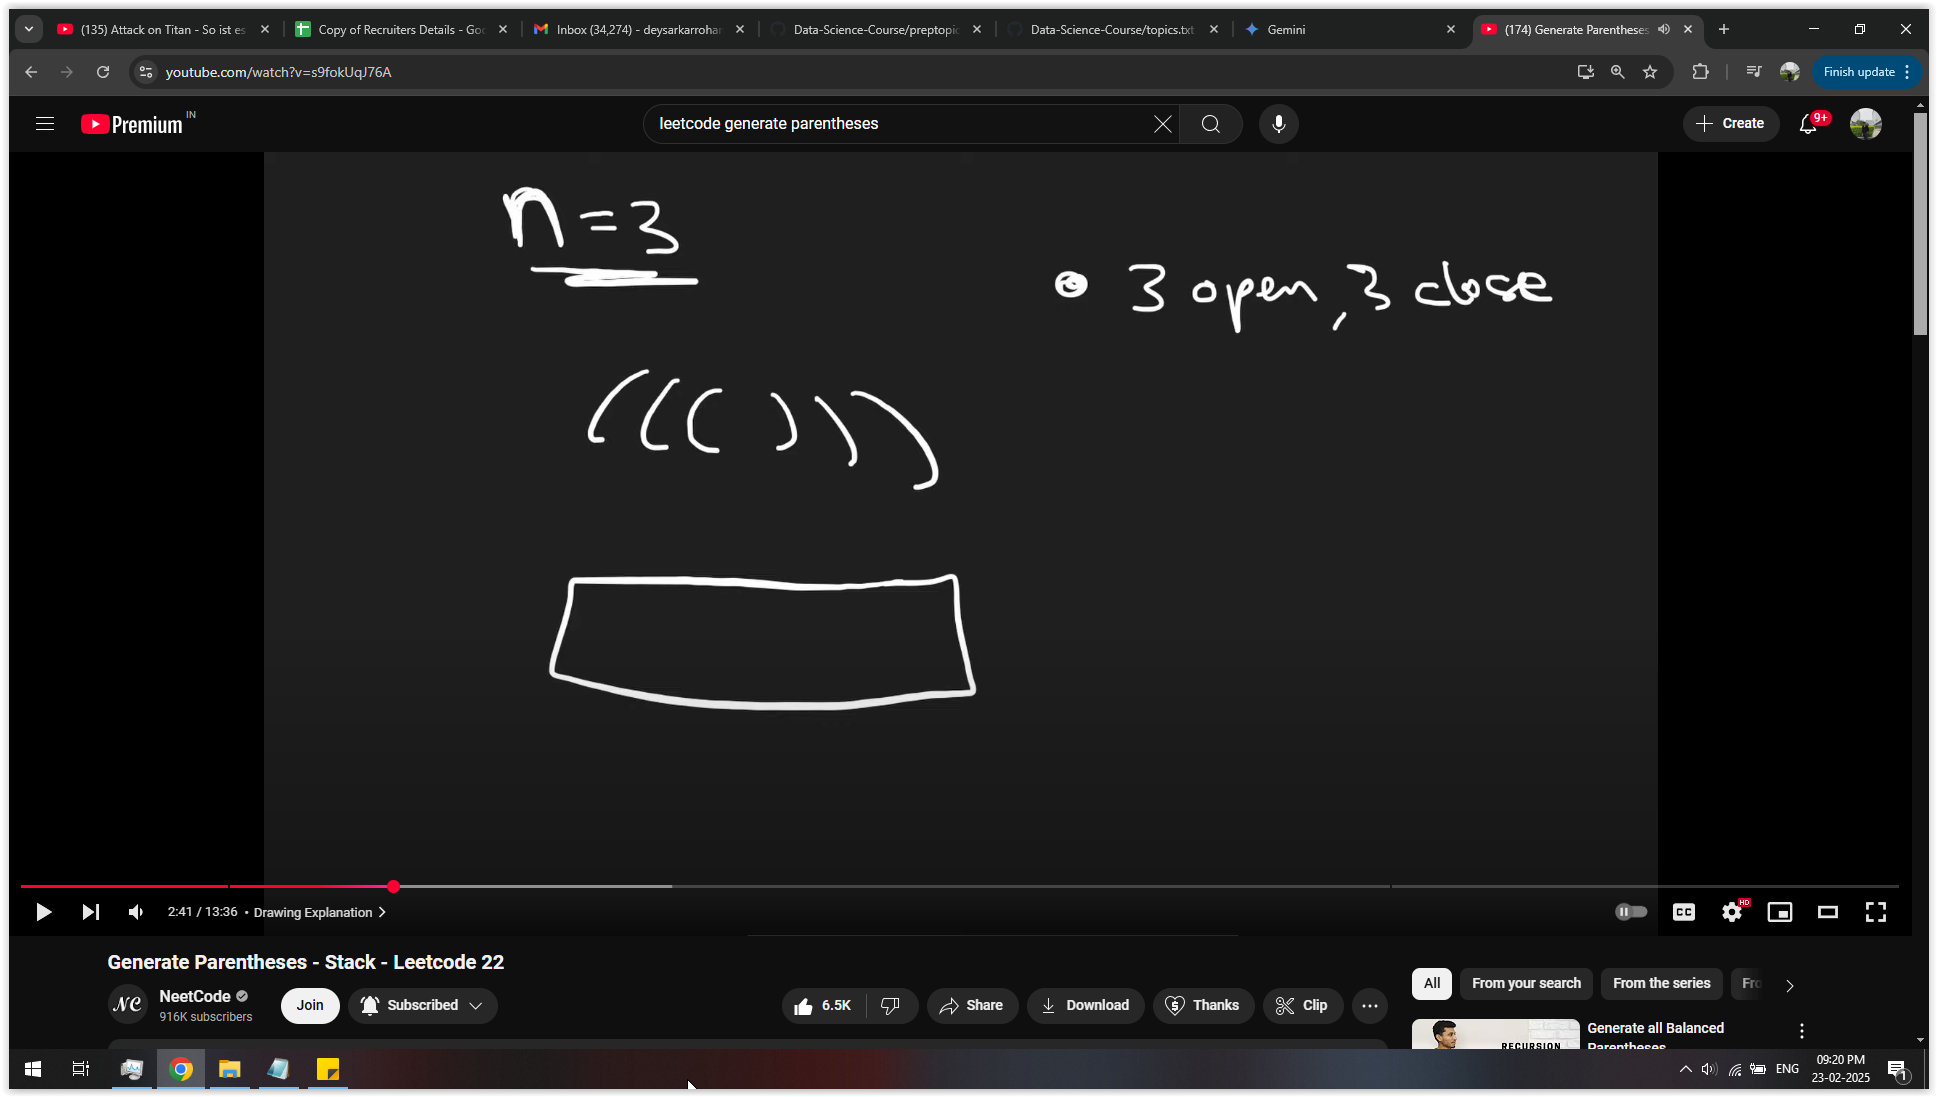 (135) Attack on Titan - So ist es
Copy of Recruiters Details - Goo
Inbox (34,274) - deysarkarrohan
Data-Science-Course/preptopic
Data-Science-Course/topics.txt
Gemini
(174) Generate Parentheses
youtube.com/watch?v=s9fokUqJ76A
Finish update
Premium IN
leetcode generate parentheses
Create
9+
n=3
3 open, 3 close
((( )))
2:41 / 13:36 • Drawing Explanation
CC
HD
Generate Parentheses - Stack - Leetcode 22
NC
NeetCode
916K subscribers
Join
Subscribed
6.5K
Share
Download
Thanks
Clip
All
From your search
From the series
Fro
RECURSION
Generate all Balanced
Parentheses
ENG
09:20 PM
23-02-2025
1